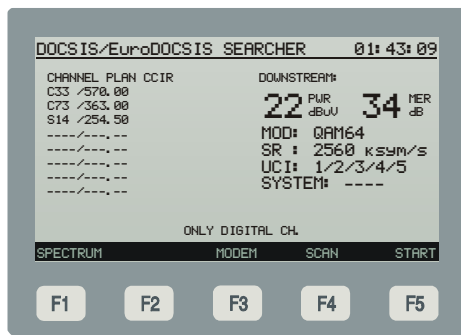 DOCSIS/EuroDOCSIS SEARCHER 01:43:09
CHANNEL PLAN CCIR
C33 /570.00
C73 /363.00
S14 /254.50
----/---.--
----/---.--
----/---.--
----/---.--
----/---.--
DOWNSTREAM:
22 PWR dBuV 34 MER dB
MOD: QAM64
SR : 2560 ksym/s
UCI: 1/2/3/4/5
SYSTEM: ----
ONLY DIGITAL CH.
SPECTRUM MODEM SCAN START
F1 F2 F3 F4 F5